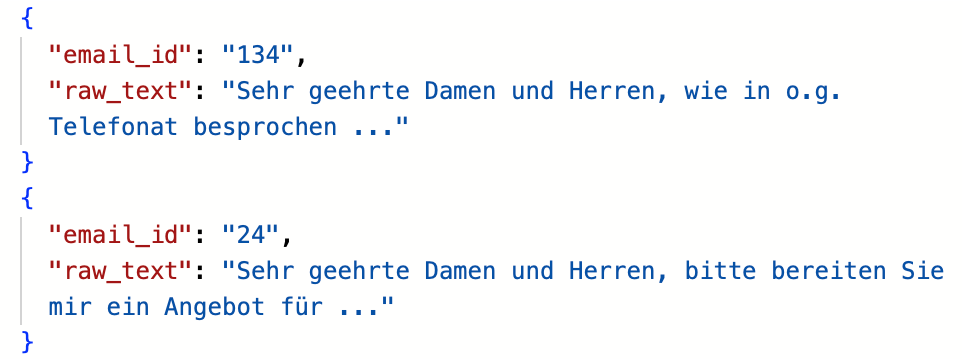 {
"email_id": "134",
"raw_text": "Sehr geehrte Damen und Herren, wie in o.g.
Telefonat besprochen ..."
}
{
"email_id": "24",
"raw_text": "Sehr geehrte Damen und Herren, bitte bereiten Sie
mir ein Angebot für ..."
}